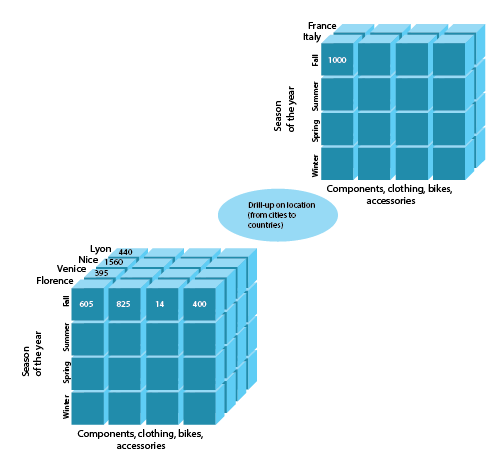 France
Italy
Fall
1000
Summer
Spring
Winter
Season
of the year
Components, clothing, bikes,
accessories
Drill-up on location
(from cities to
countries)
Lyon
440
Nice
1560
Venice
395
Florence
Fall
605 825 14 400
Summer
Spring
Winter
Season
of the year
Components, clothing, bikes,
accessories